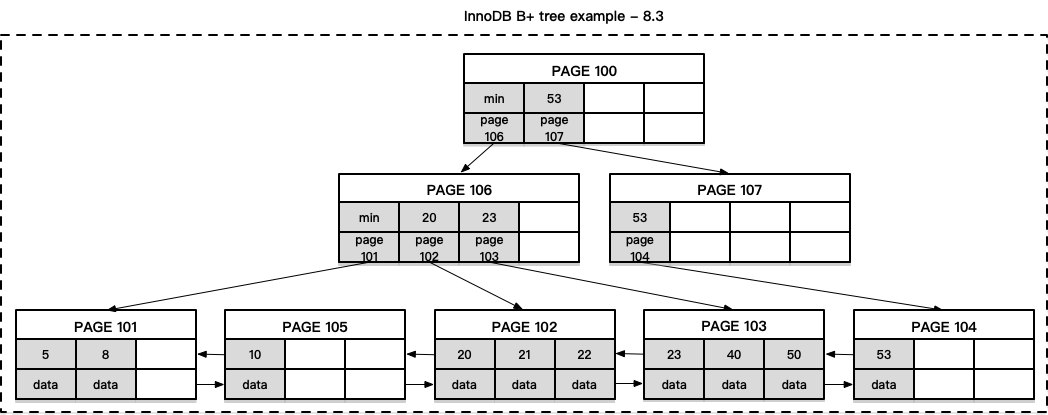 InnoDB B+ tree example – 8.3
PAGE 100
min 53
page page
106 107
PAGE 106 PAGE 107
min 20 23 53
page page page page
101 102 103 104
PAGE 101 PAGE 105 PAGE 102 PAGE 103 PAGE 104
5 8 10 20 21 22 23 40 50 53
data data data data data data data data data data